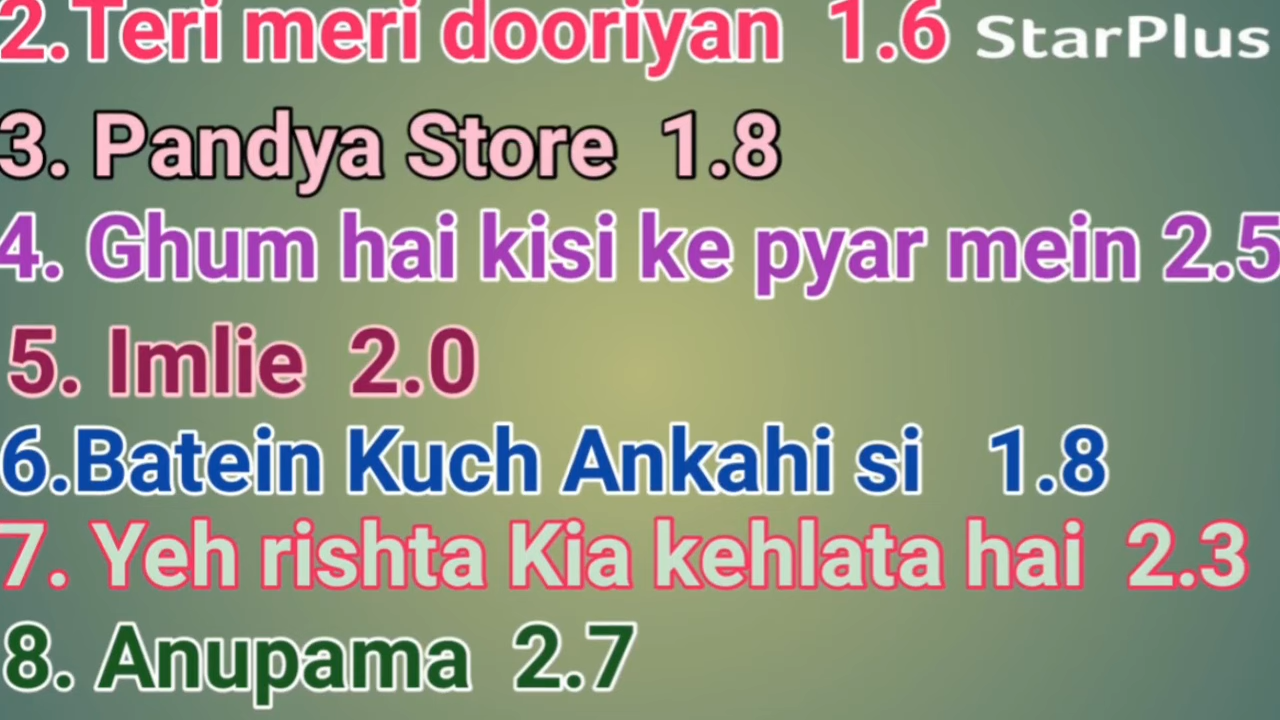 2.Teri meri dooriyan 1.6 StarPlus
3. Pandya Store 1.8
4. Ghum hai kisi ke pyar mein 2.5
5. Imlie 2.0
6.Batein Kuch Ankahi si 1.8
7. Yeh rishta Kia kehlata hai 2.3
8. Anupama 2.7